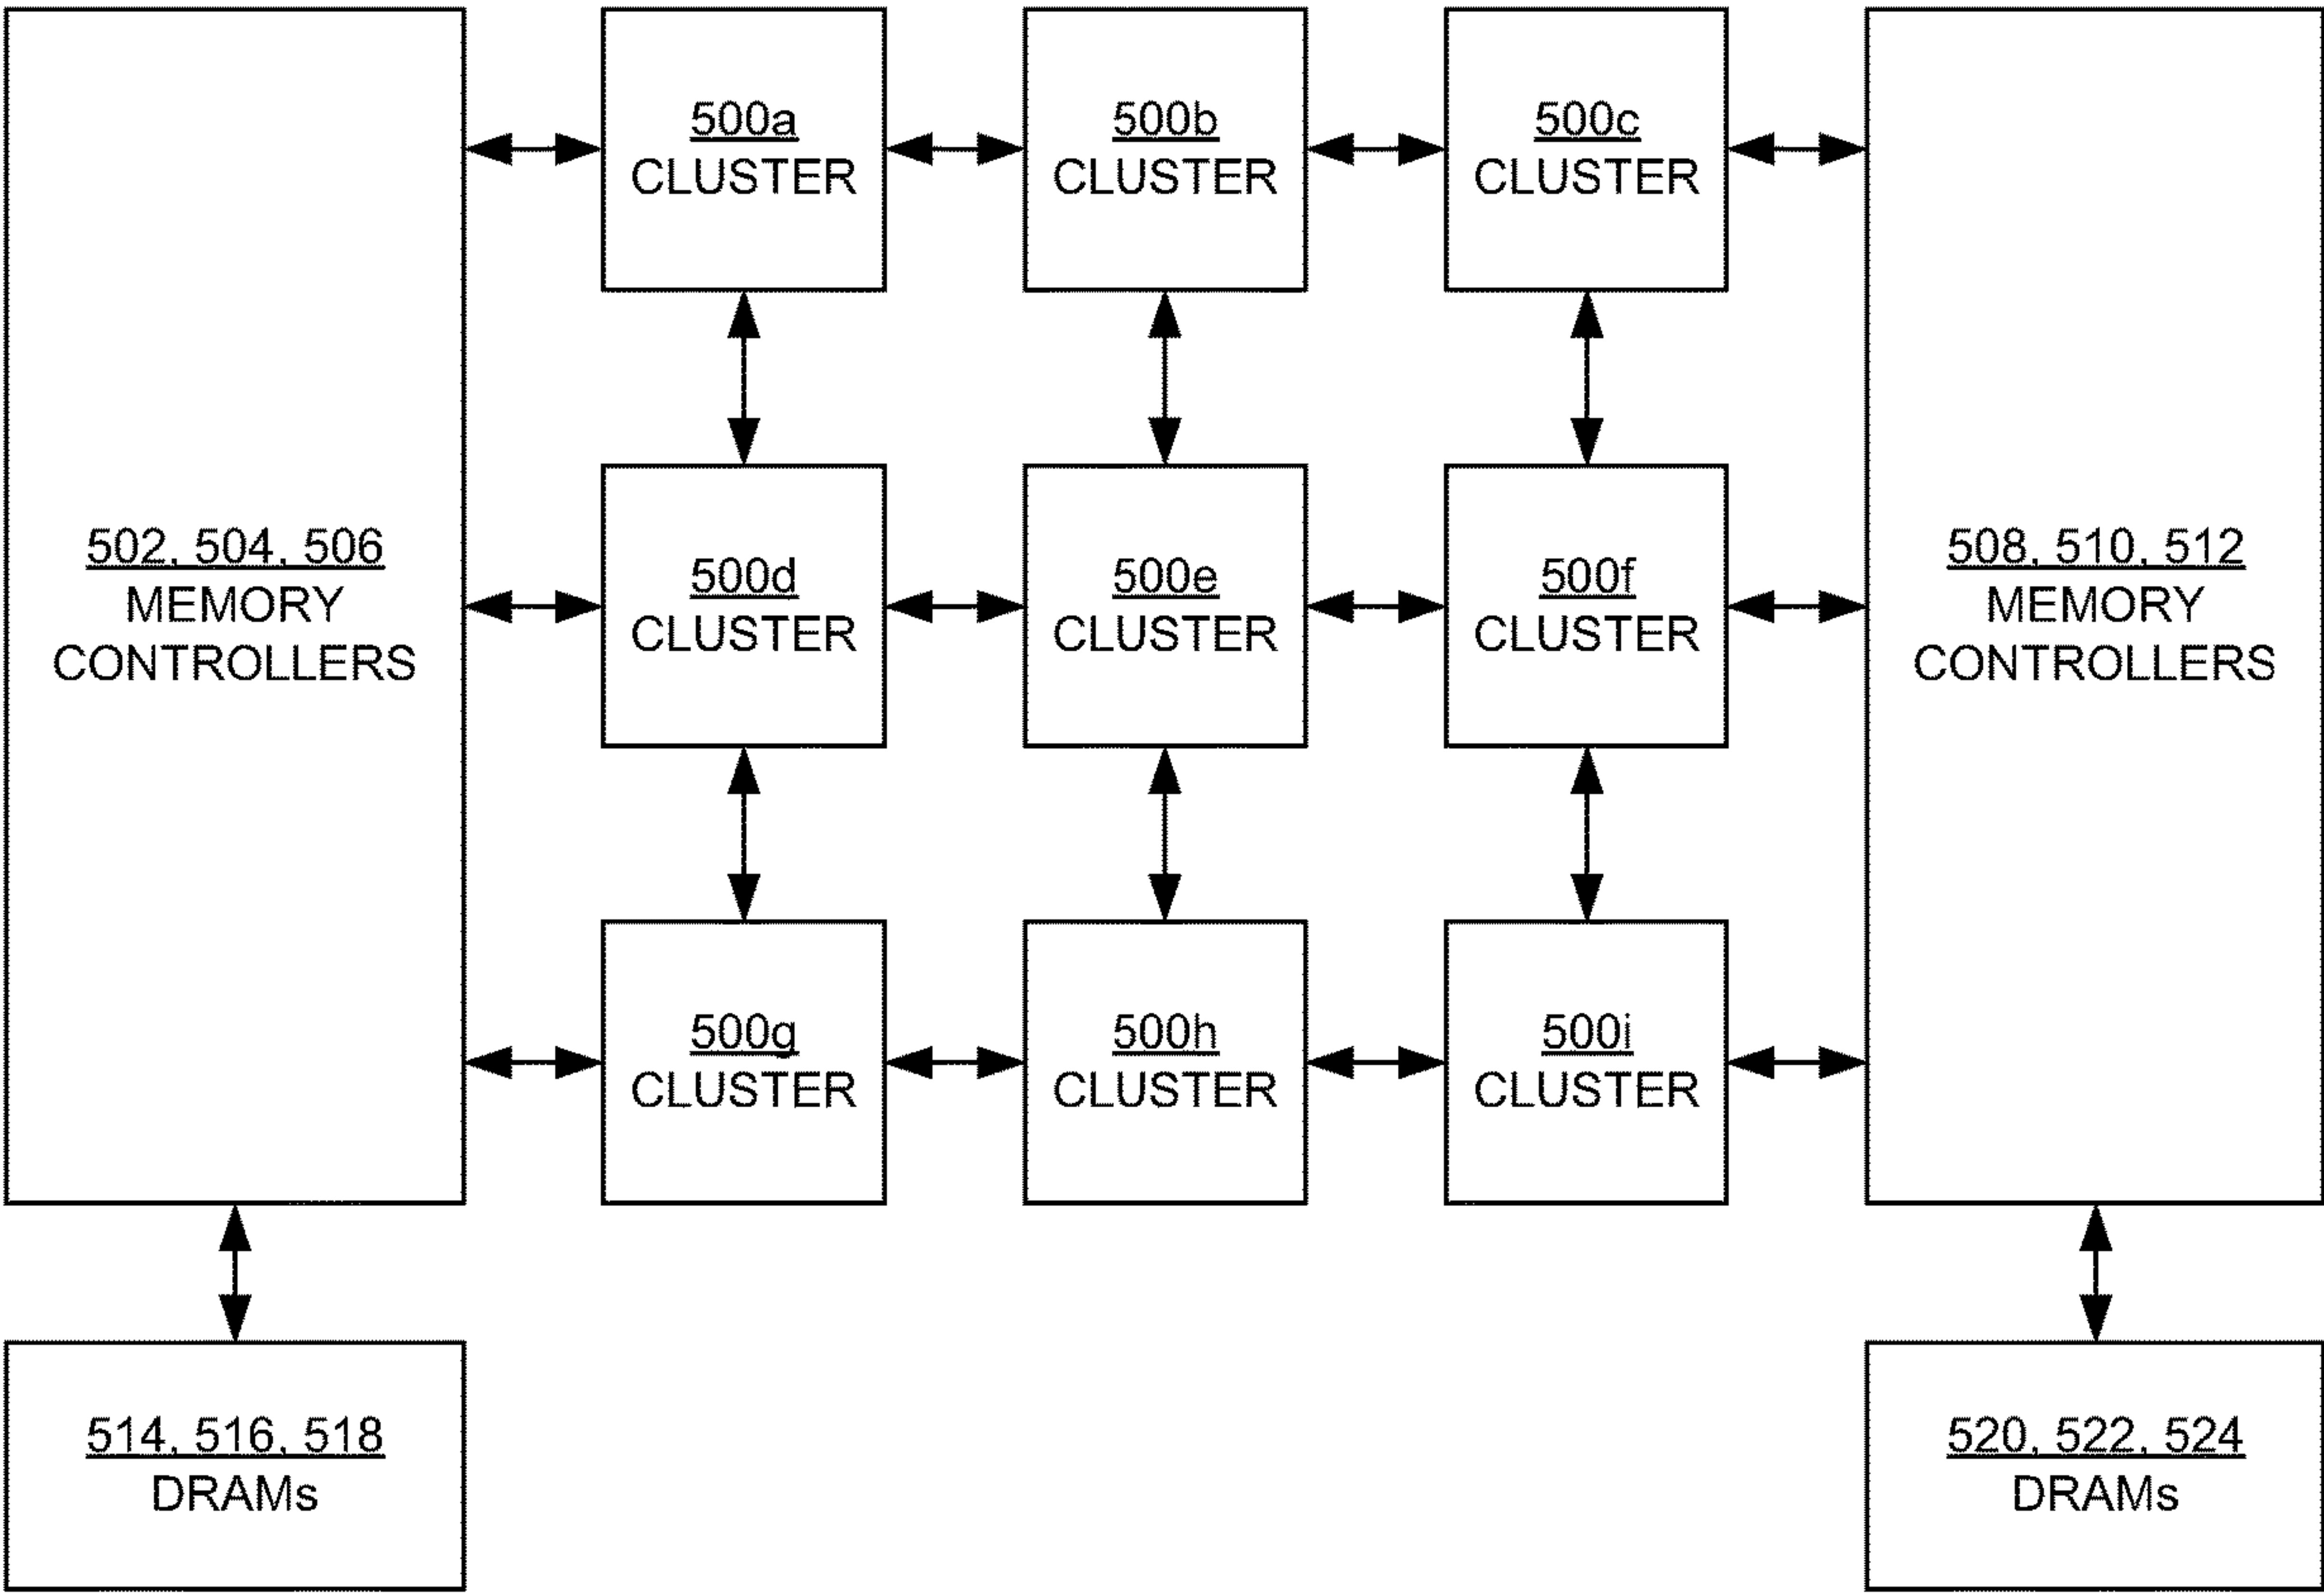 500a
CLUSTER
500b
CLUSTER
500c
CLUSTER
502, 504, 506
MEMORY
CONTROLLERS
500d
CLUSTER
500e
CLUSTER
500f
CLUSTER
508, 510, 512
MEMORY
CONTROLLERS
500g
CLUSTER
500h
CLUSTER
500i
CLUSTER
514, 516, 518
DRAMs
520, 522, 524
DRAMs